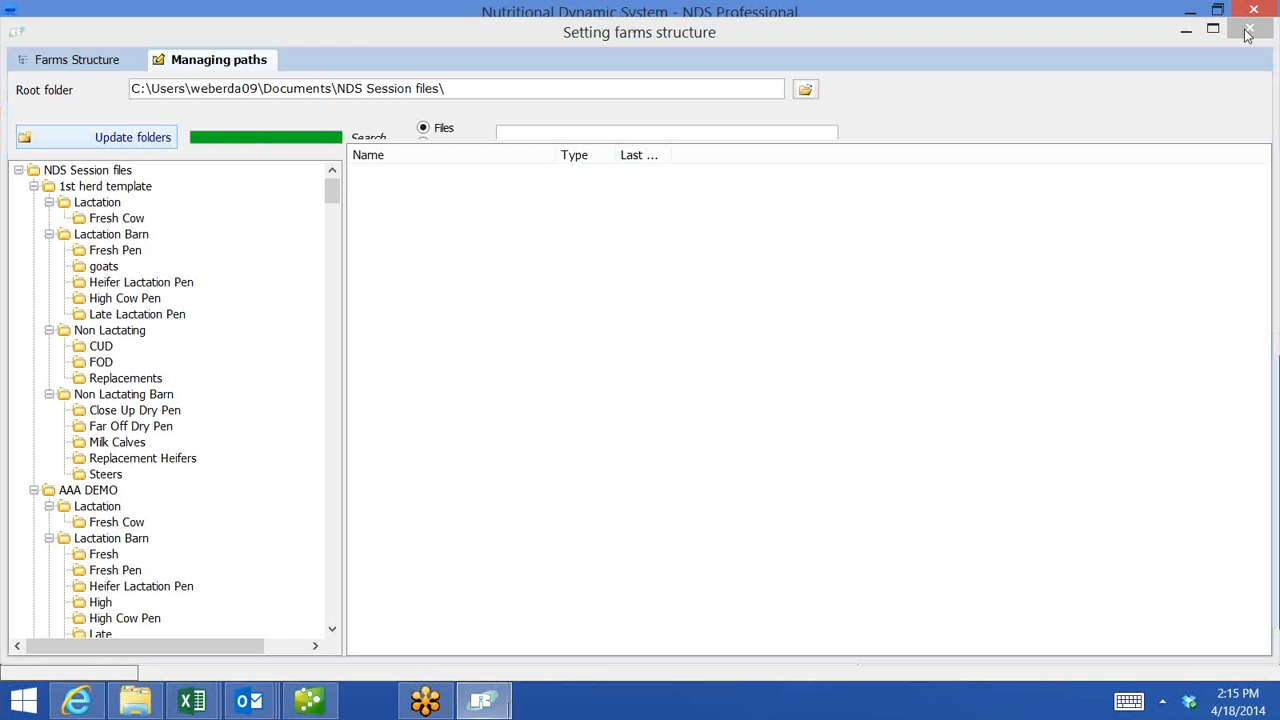 Nutritional Dynamic System - NDS Professional
Setting farms structure
Farms Structure
Managing paths
Root folder
C:\Users\weberda09\Documents\NDS Session files\
Update folders
Search
Files
Name
Type
Last ...
NDS Session files
1st herd template
Lactation
Fresh Cow
Lactation Barn
Fresh Pen
goats
Heifer Lactation Pen
High Cow Pen
Late Lactation Pen
Non Lactating
CUD
FOD
Replacements
Non Lactating Barn
Close Up Dry Pen
Far Off Dry Pen
Milk Calves
Replacement Heifers
Steers
AAA DEMO
Lactation
Fresh Cow
Lactation Barn
Fresh
Fresh Pen
Heifer Lactation Pen
High
High Cow Pen
Late
2:15 PM
4/18/2014